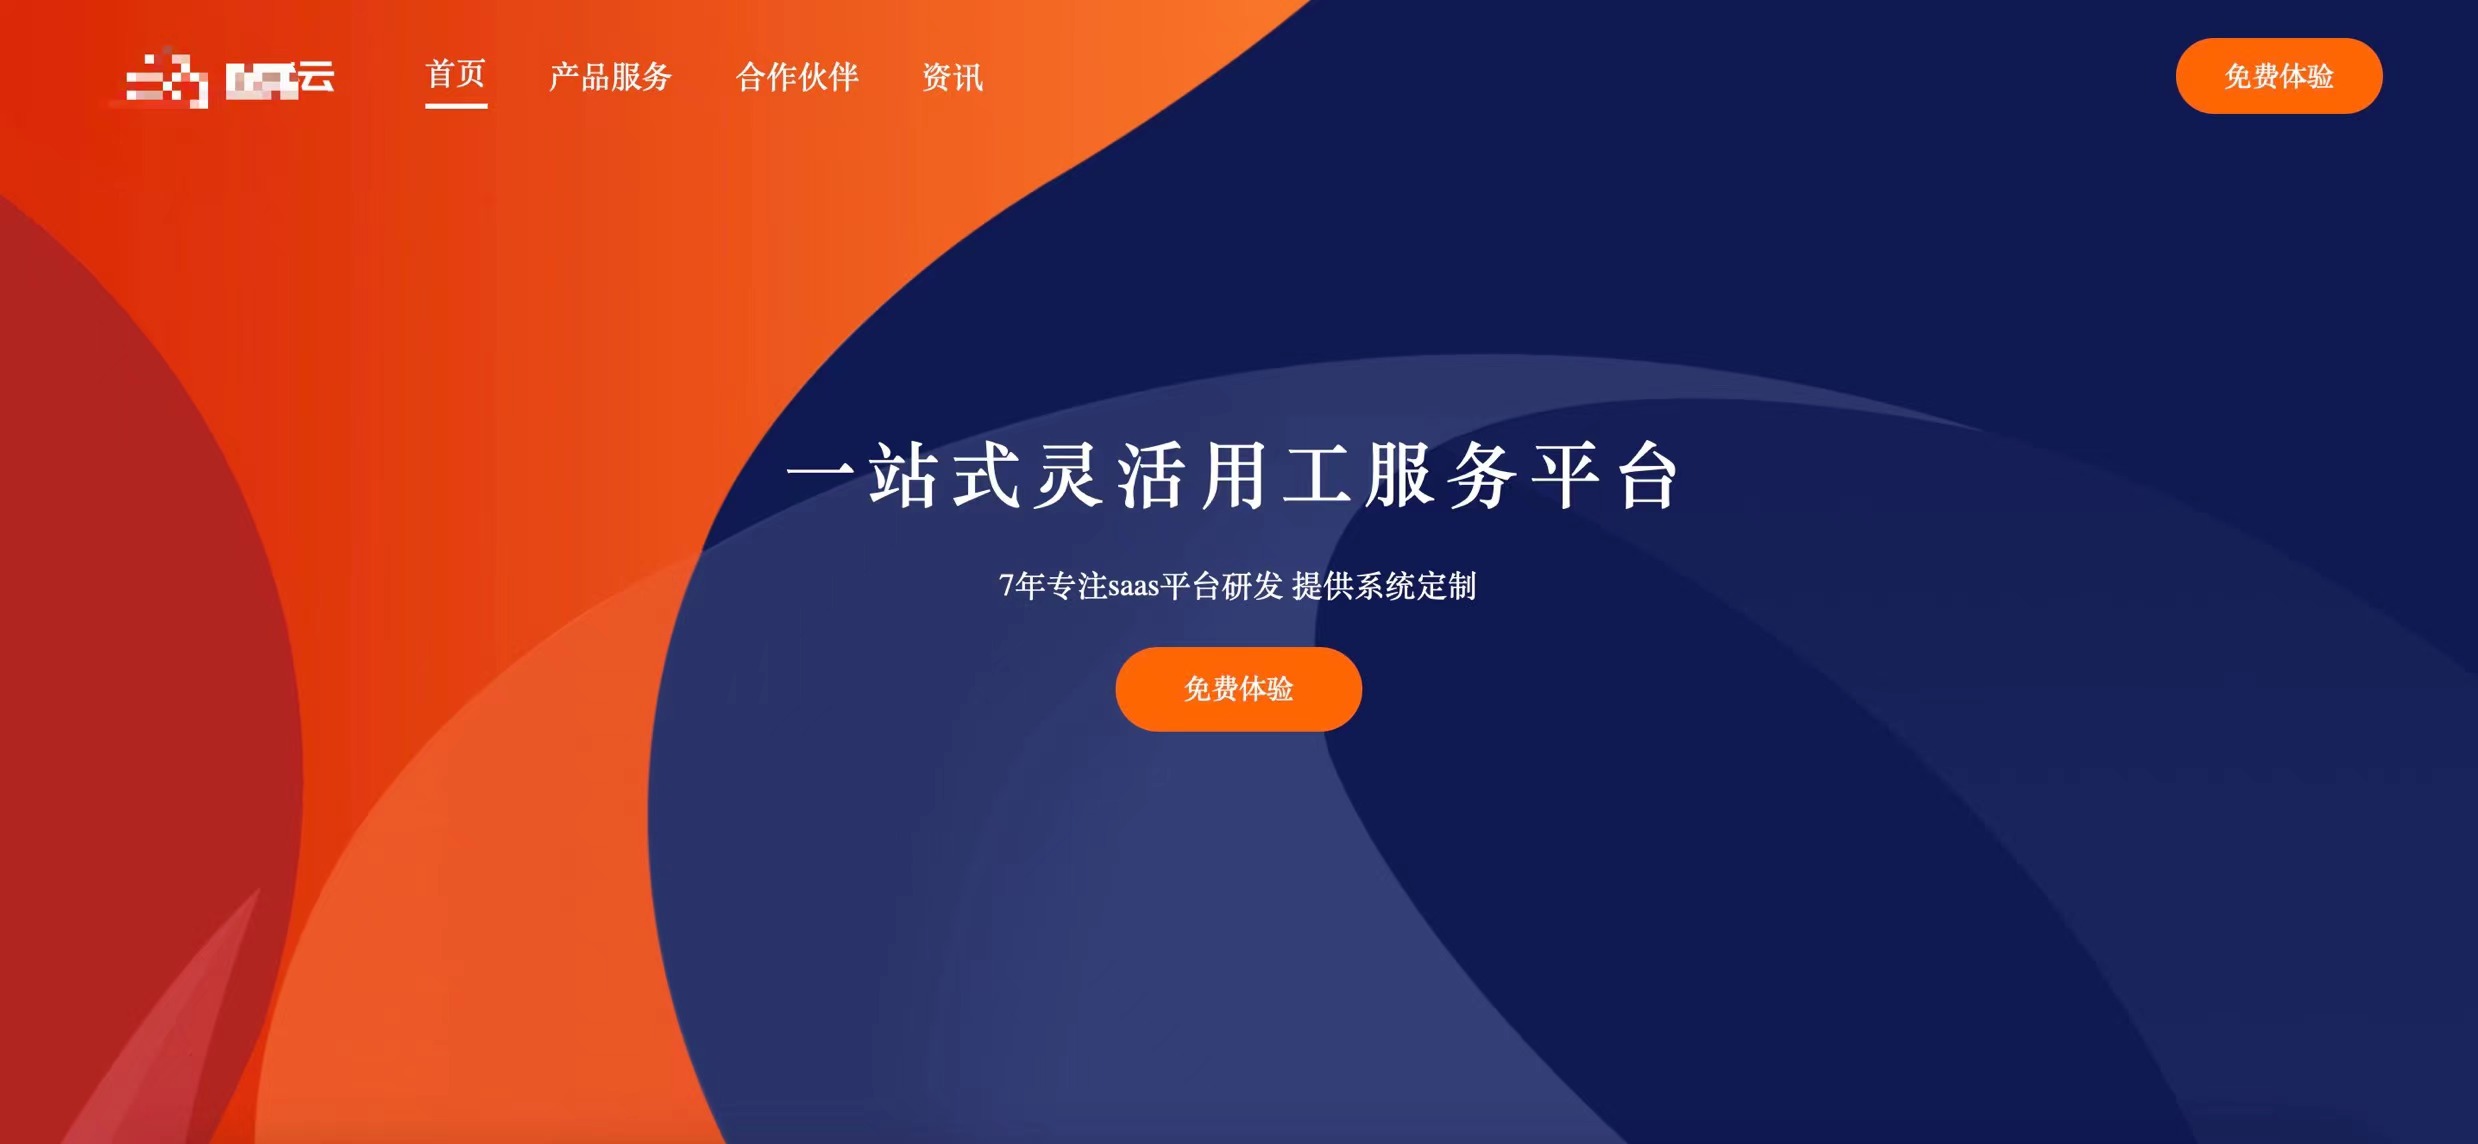 云
首页
产品服务
合作伙伴
资讯
免费体验
一站式灵活用工服务平台
7年专注saas平台研发 提供系统定制
免费体验